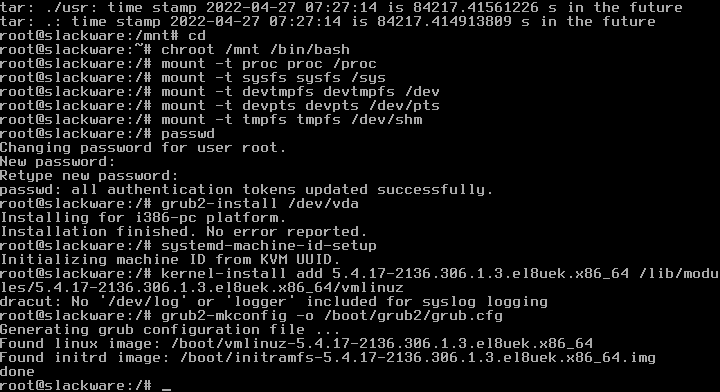 tar: ./usr: time stamp 2022-04-27 07:27:14 is 84217.41561226 s in the future
tar: .: time stamp 2022-04-27 07:27:14 is 84217.414913809 s in the future
root@slackware:/mnt# cd
root@slackware:~# chroot /mnt /bin/bash
root@slackware:/# mount -t proc proc /proc
root@slackware:/# mount -t sysfs sysfs /sys
root@slackware:/# mount -t devtmpfs devtmpfs /dev
root@slackware:/# mount -t devpts devpts /dev/pts
root@slackware:/# mount -t tmpfs tmpfs /dev/shm
root@slackware:/# passwd
Changing password for user root.
New password:
Retype new password:
passwd: all authentication tokens updated successfully.
root@slackware:/# grub2-install /dev/vda
Installing for i386-pc platform.
Installation finished. No error reported.
root@slackware:/# systemd-machine-id-setup
Initializing machine ID from KVM UUID.
root@slackware:/# kernel-install add 5.4.17-2136.306.1.3.el8uek.x86_64 /lib/modu
les/5.4.17-2136.306.1.3.el8uek.x86_64/vmlinuz
dracut: No '/dev/log' or 'logger' included for syslog logging
root@slackware:/# grub2-mkconfig -o /boot/grub2/grub.cfg
Generating grub configuration file ...
Found linux image: /boot/vmlinuz-5.4.17-2136.306.1.3.el8uek.x86_64
Found initrd image: /boot/initramfs-5.4.17-2136.306.1.3.el8uek.x86_64.img
done
root@slackware:/# _